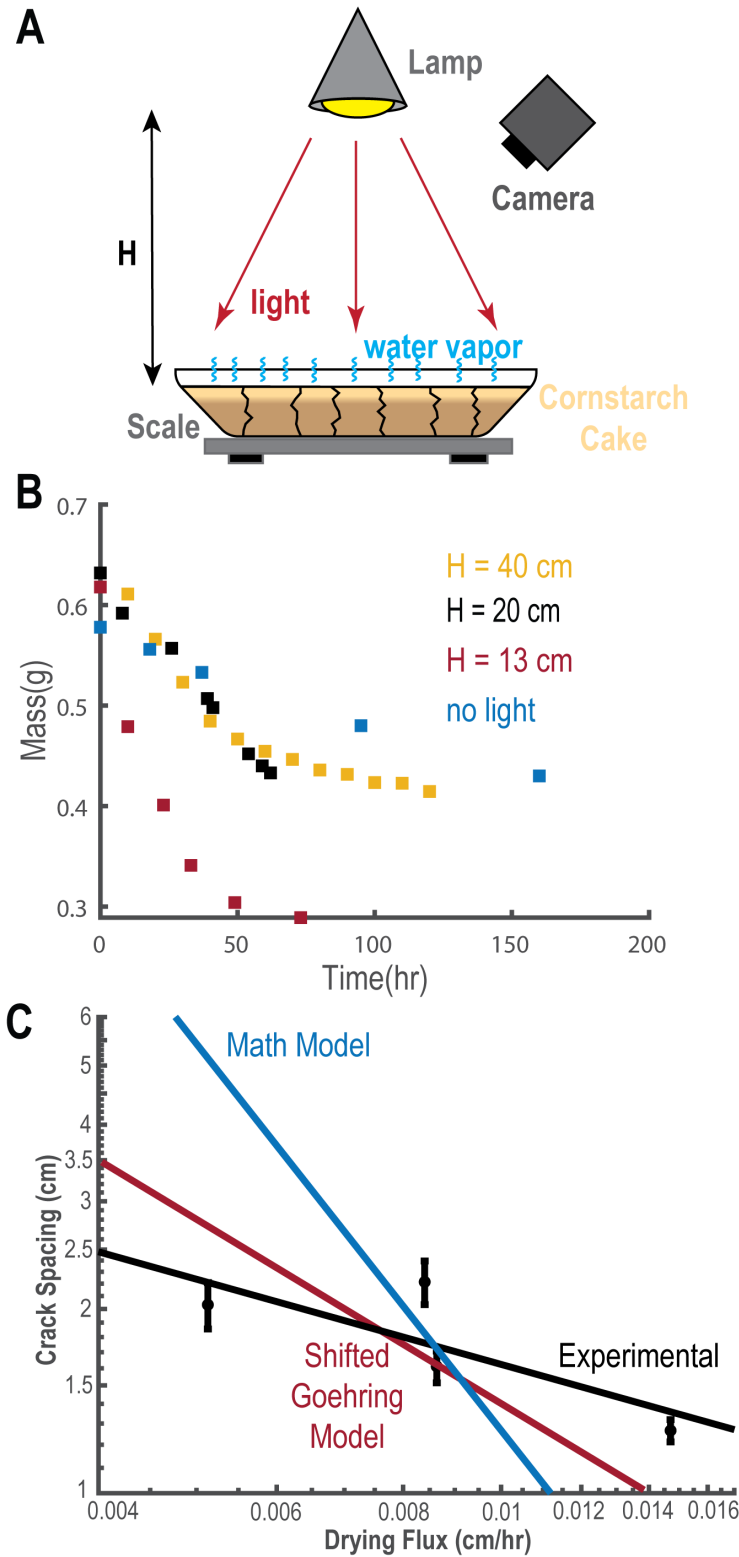 A
Lamp
Camera
H
light
water vapor
Scale
Cornstarch
Cake
B
0.7
0.6
0.5
0.4
0.3
Mass(g)
H = 40 cm
H = 20 cm
H = 13 cm
no light
0
50
100
150
200
Time(hr)
C
6
5
4
3.5
3
2.5
2
1.5
1
Crack Spacing (cm)
Math Model
Shifted
Goehring
Model
Experimental
0.004
0.006
0.008
0.01
0.012
0.014
0.016
Drying Flux (cm/hr)